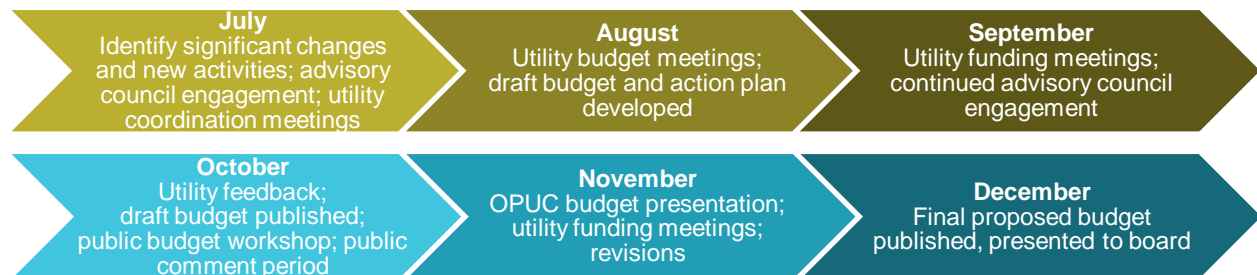 July
Identify significant changes
and new activities; advisory
council engagement; utility
coordination meetings
August
Utility budget meetings;
draft budget and action plan
developed
September
Utility funding meetings;
continued advisory council
engagement
October
Utility feedback;
draft budget published;
public budget workshop; public
comment period
November
OPUC budget presentation;
utility funding meetings;
revisions
December
Final proposed budget
published, presented to board